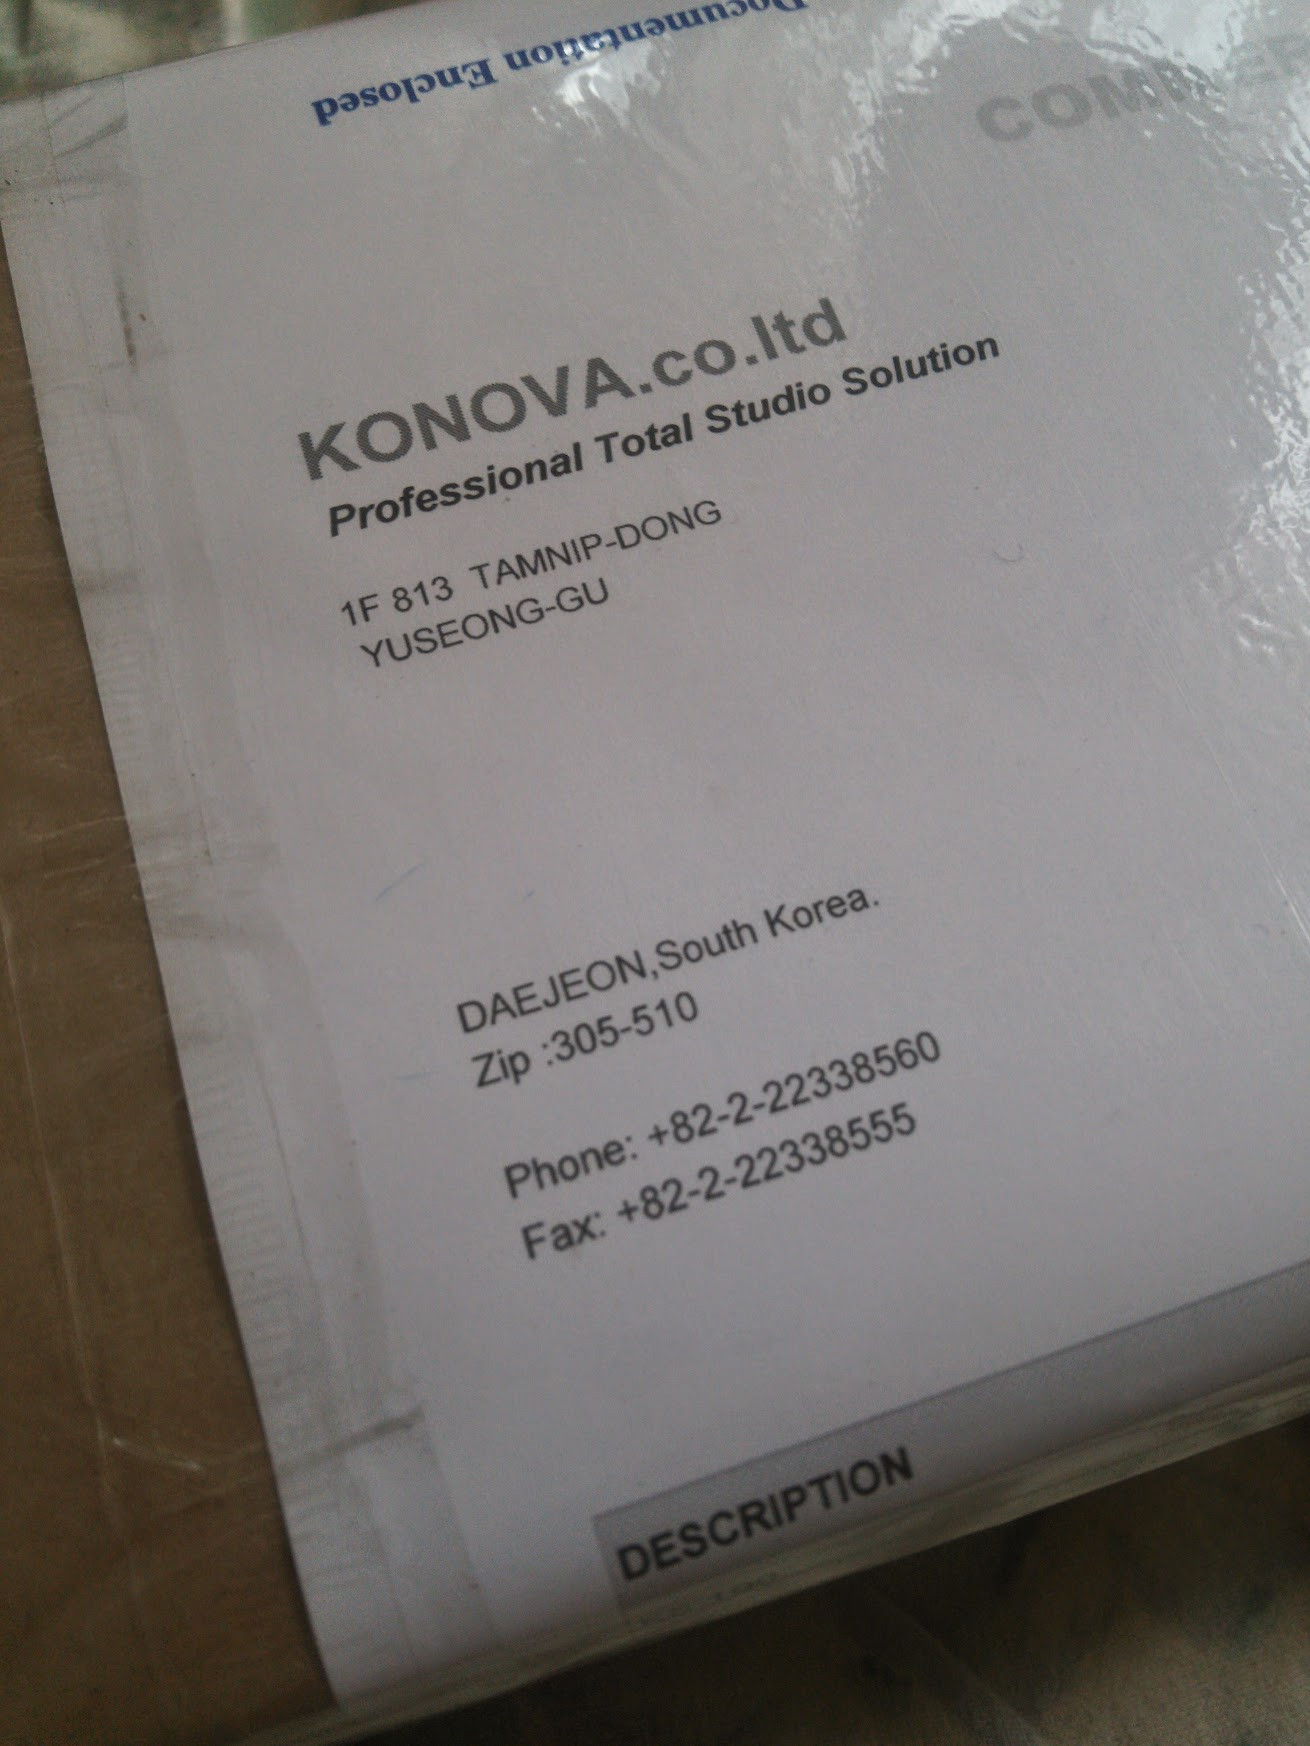 Documentation Enclosed
KONOVA.co.ltd
Professional Total Studio Solution
1F 813 TAMNIP-DONG
YUSEONG-GU
DAEJEON,South Korea.
Zip :305-510
Phone: +82-2-22338560
Fax: +82-2-22338555
DESCRIPTION